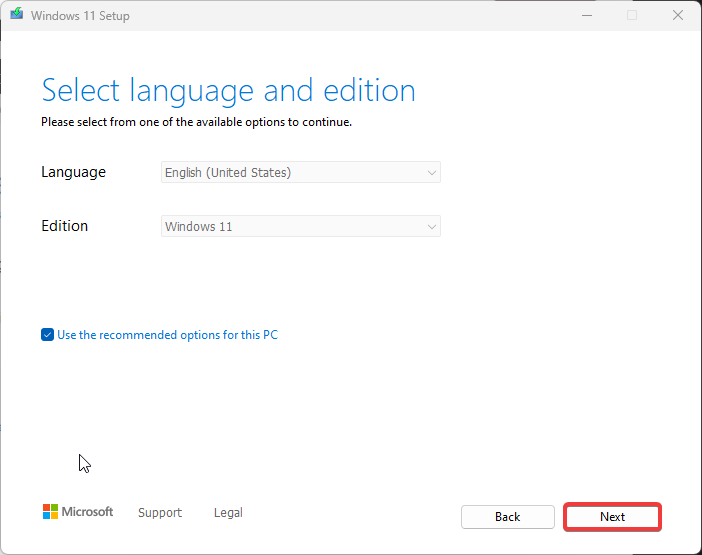 Windows 11 Setup
Select language and edition
Please select from one of the available options to continue.
Language English (United States)
Edition Windows 11
Use the recommended options for this PC
Microsoft Support Legal Back Next